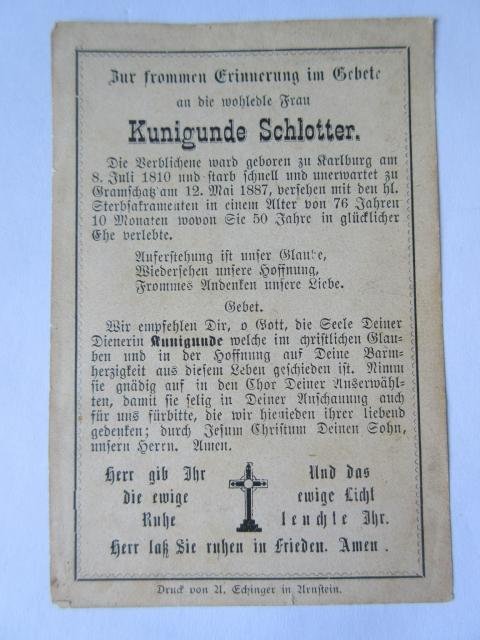 Zur frommen Erinnerung im Gebete
an die wohledle Frau
Kunigunde Schlotter.
Die Verblichene ward geboren zu Karlburg am
8. Juli 1810 und starb schnell und unerwartet zu
Gramschatz am 12. Mai 1887, versehen mit den hl.
Sterbsakramenten in einem Alter von 76 Jahren
10 Monaten wovon Sie 50 Jahre in glücklicher
Ehe verlebte.
Auferstehung ist unser Glaube,
Wiedersehen unsere Hoffnung,
Frommes Andenken unsere Liebe.
Gebet.
Wir empfehlen Dir, o Gott, die Seele Deiner
Dienerin Kunigunde welche im christlichen Glau-
ben und in der Hoffnung auf Deine Barm-
herzigkeit aus diesem Leben geschieden ist. Nimm
sie gnädig auf in den Chor Deiner Auserwähl-
ten, damit sie selig in Deiner Anschauung auch
für uns fürbitte, die wir hienieden ihrer liebend
gedenken; durch Jesum Christum Deinen Sohn,
unsern Herrn. Amen.
Herr gib Ihr
die ewige
Ruhe
Und das
ewige Licht
leuchte Ihr.
Herr laß Sie ruhen in Frieden. Amen.
Druck von A. Echinger in Arnstein.